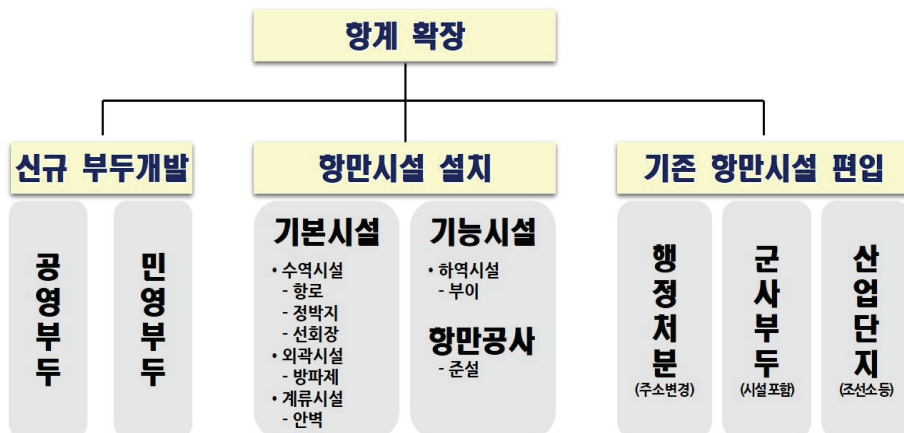 항계 확장
신규 부두개발
공영부두
민영부두
항만시설 설치
기본시설
• 수역시설
- 항로
- 정박지
- 선회장
• 외곽시설
- 방파제
• 계류시설
- 안벽
기능시설
• 하역시설
- 부이
항만공사
- 준설
기존 항만시설 편입
행정처분
(주소변경)
군사부두
(시설포함)
산업단지
(조선소 등)